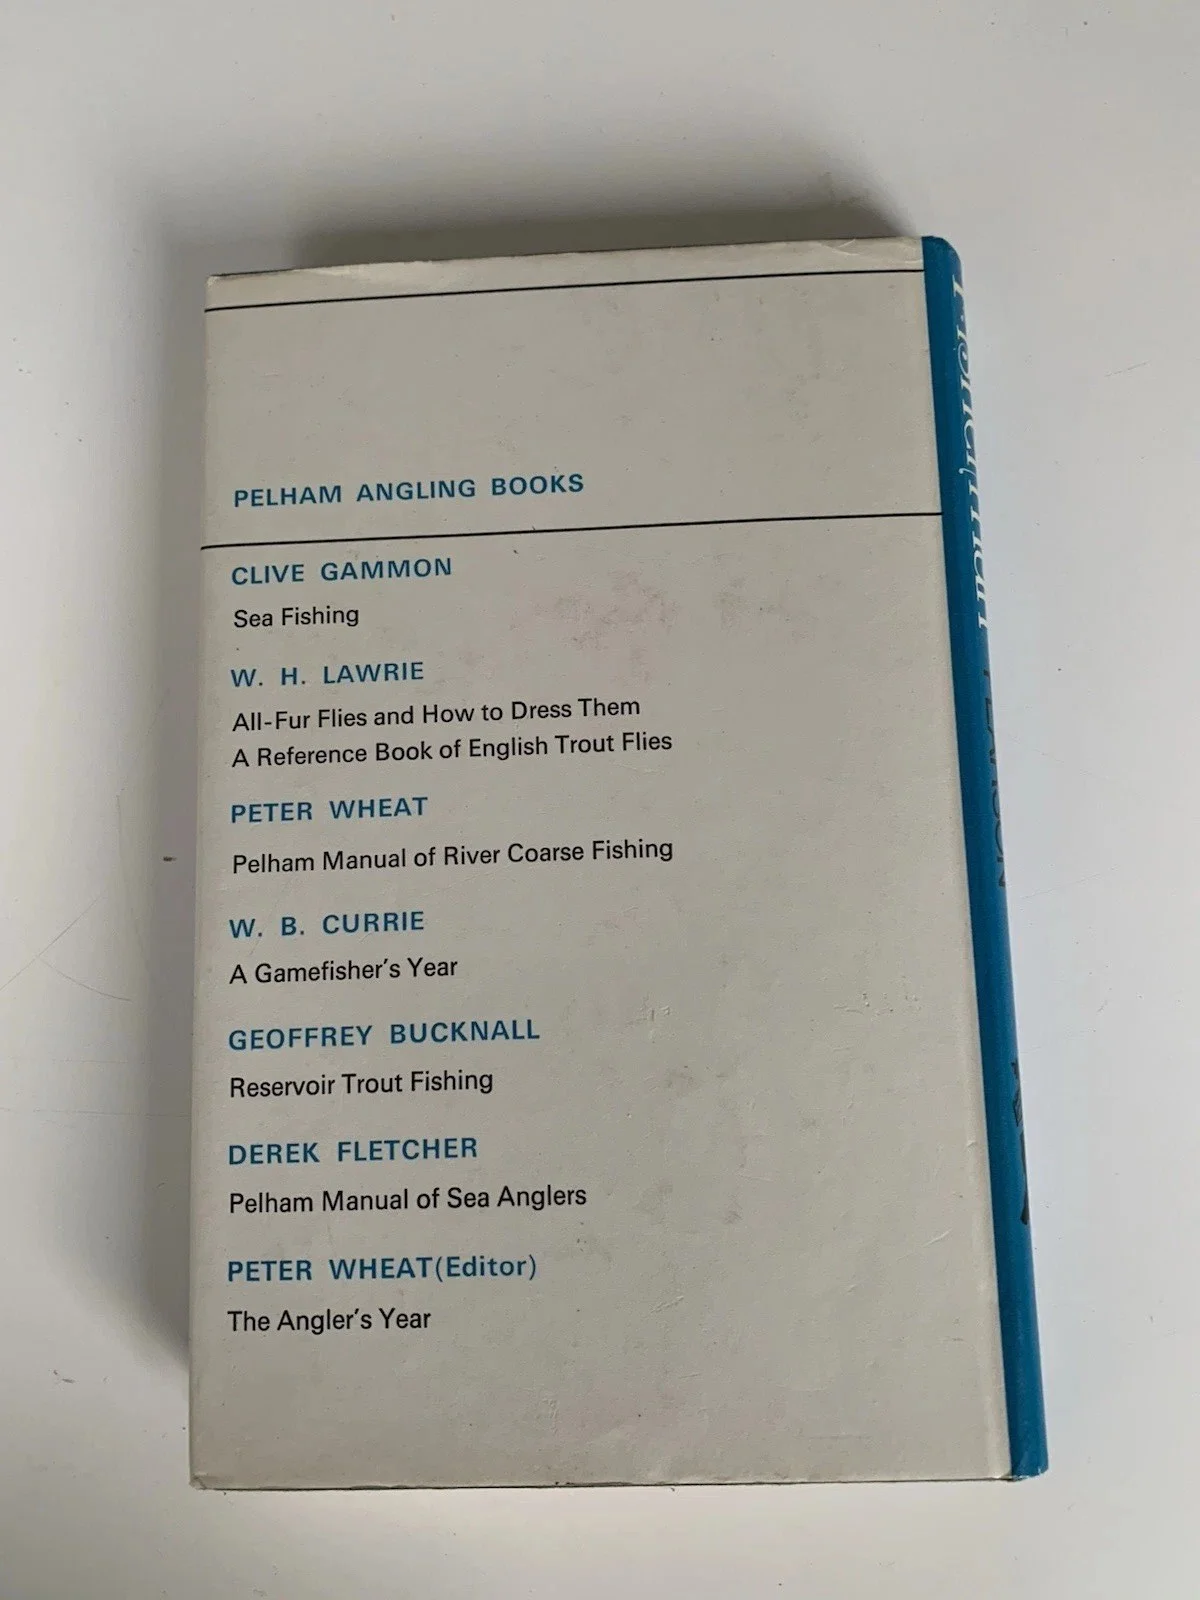 PELHAM ANGLING BOOKS
CLIVE GAMMON
Sea Fishing
W. H. LAWRIE
All-Fur Flies and How to Dress Them
A Reference Book of English Trout Flies
PETER WHEAT
Pelham Manual of River Coarse Fishing
W. B. CURRIE
A Gamefisher's Year
GEOFFREY BUCKNALL
Reservoir Trout Fishing
DEREK FLETCHER
Pelham Manual of Sea Anglers
PETER WHEAT(Editor)
The Angler's Year